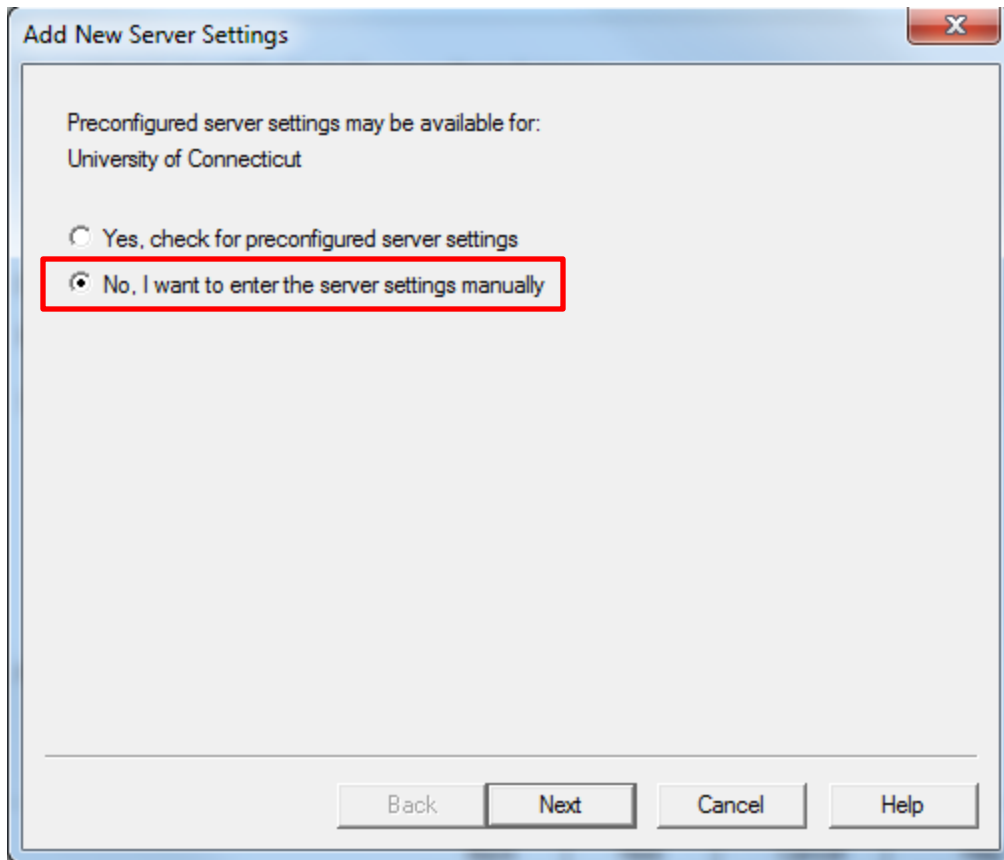 Add New Server Settings
Preconfigured server settings may be available for:
University of Connecticut
Yes, check for preconfigured server settings
No, I want to enter the server settings manually
Back Next Cancel Help